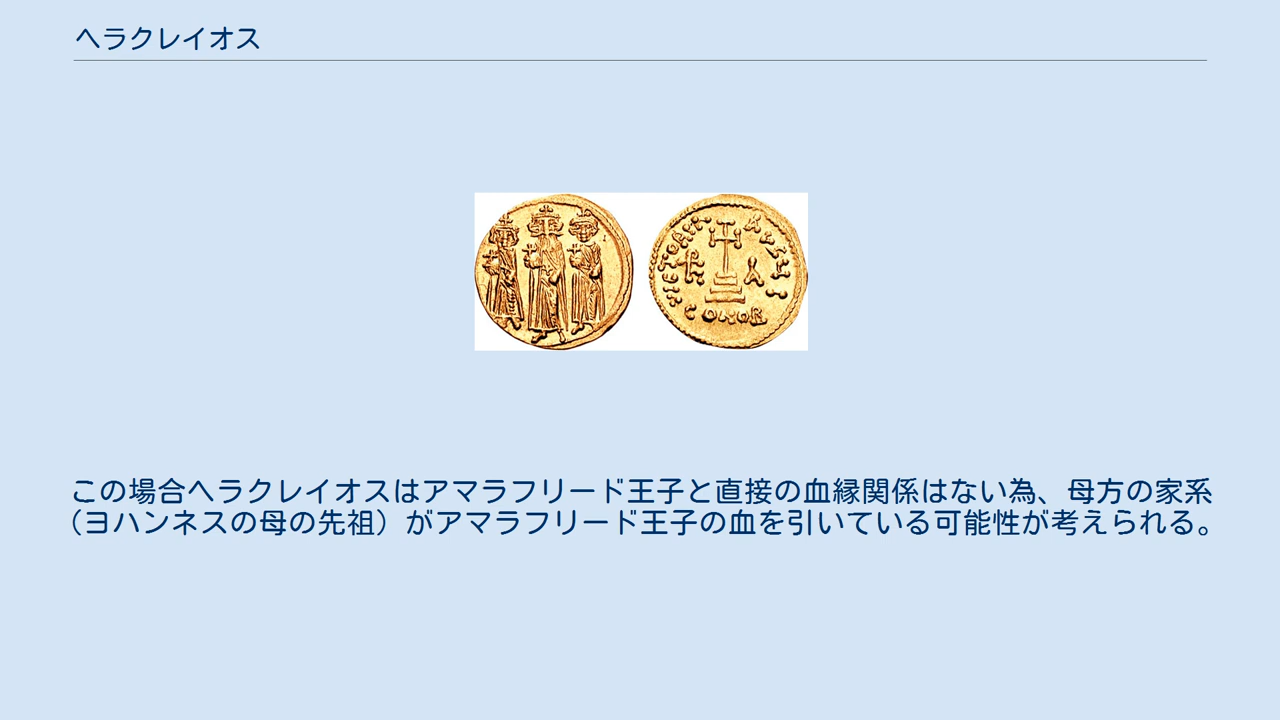 ヘラクレイオス
VICTORIA AVGVS
CONOB
この場合ヘラクレイオスはアマラフリード王子と直接の血縁関係はない為、母方の家系
(ヨハンネスの母の先祖）がアマラフリード王子の血を引いている可能性が考えられる。